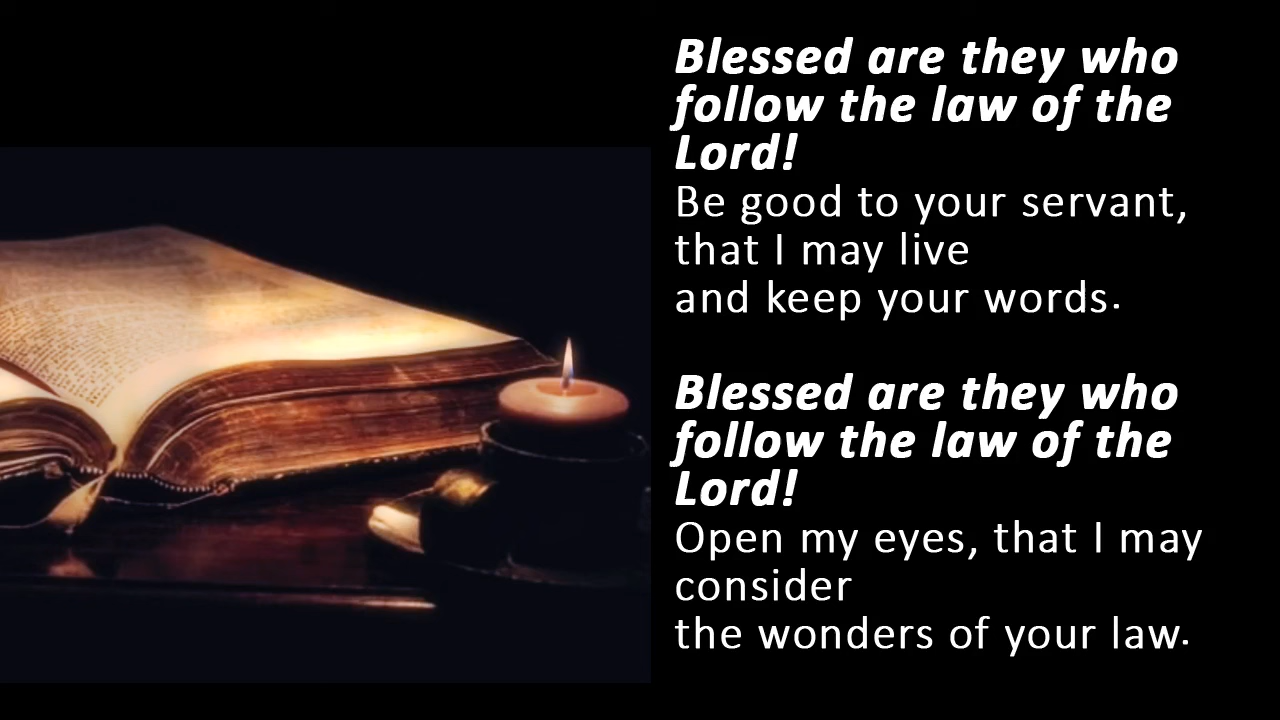 Blessed are they who
follow the law of the
Lord!
Be good to your servant,
that I may live
and keep your words.
Blessed are they who
follow the law of the
Lord!
Open my eyes, that I may
consider
the wonders of your law.